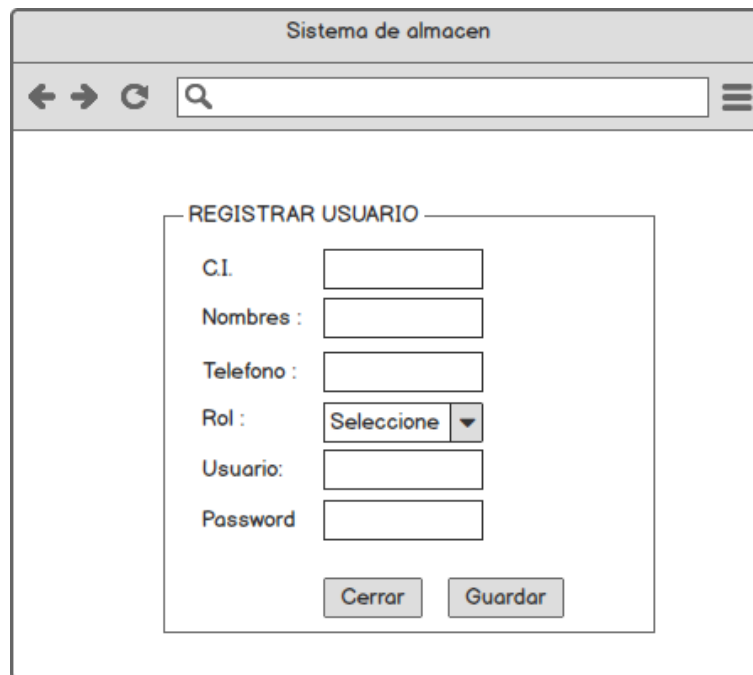 Sistema de almacen
REGISTRAR USUARIO
C.I.
Nombres :
Telefono :
Rol :
Seleccione
Usuario:
Password
Cerrar
Guardar